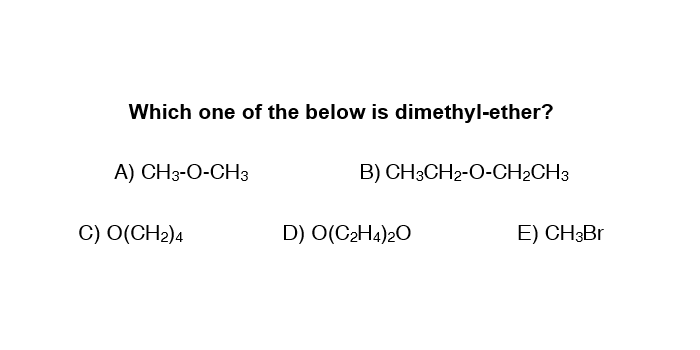 Which one of the below is dimethyl-ether?
A) CH3-O-CH3 B) CH3CH2-O-CH2CH3
C) O(CH2)4 D) O(C2H4)2O E) CH3Br